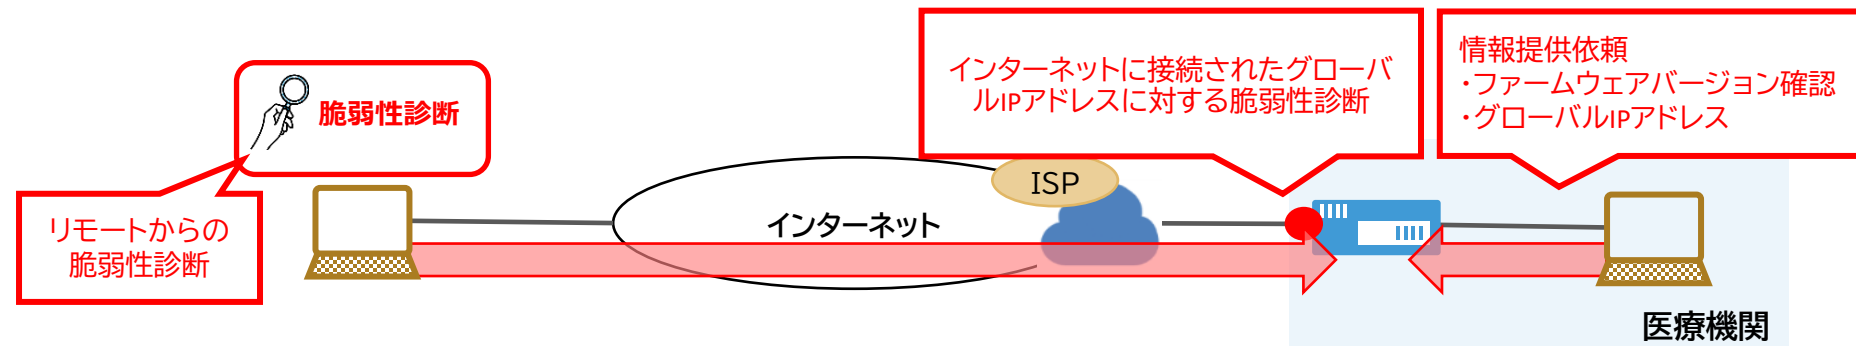 脆弱性診断
リモートからの
脆弱性診断
インターネット
ISP
インターネットに接続されたグローバ
ルIPアドレスに対する脆弱性診断
情報提供依頼
・ファームウェアバージョン確認
・グローバルIPアドレス
医療機関